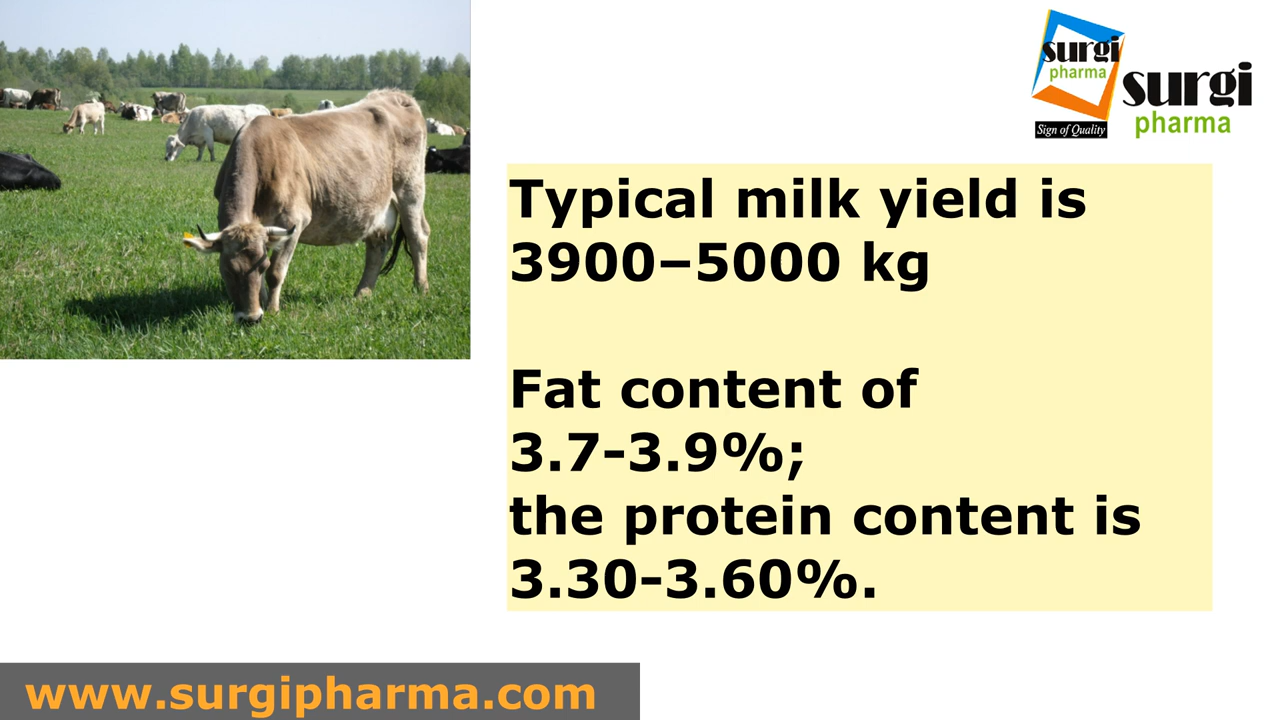 surgi
pharma
Sign of Quality
surgi
pharma
Typical milk yield is
3900–5000 kg
Fat content of
3.7-3.9%;
the protein content is
3.30-3.60%.
www.surgipharma.com